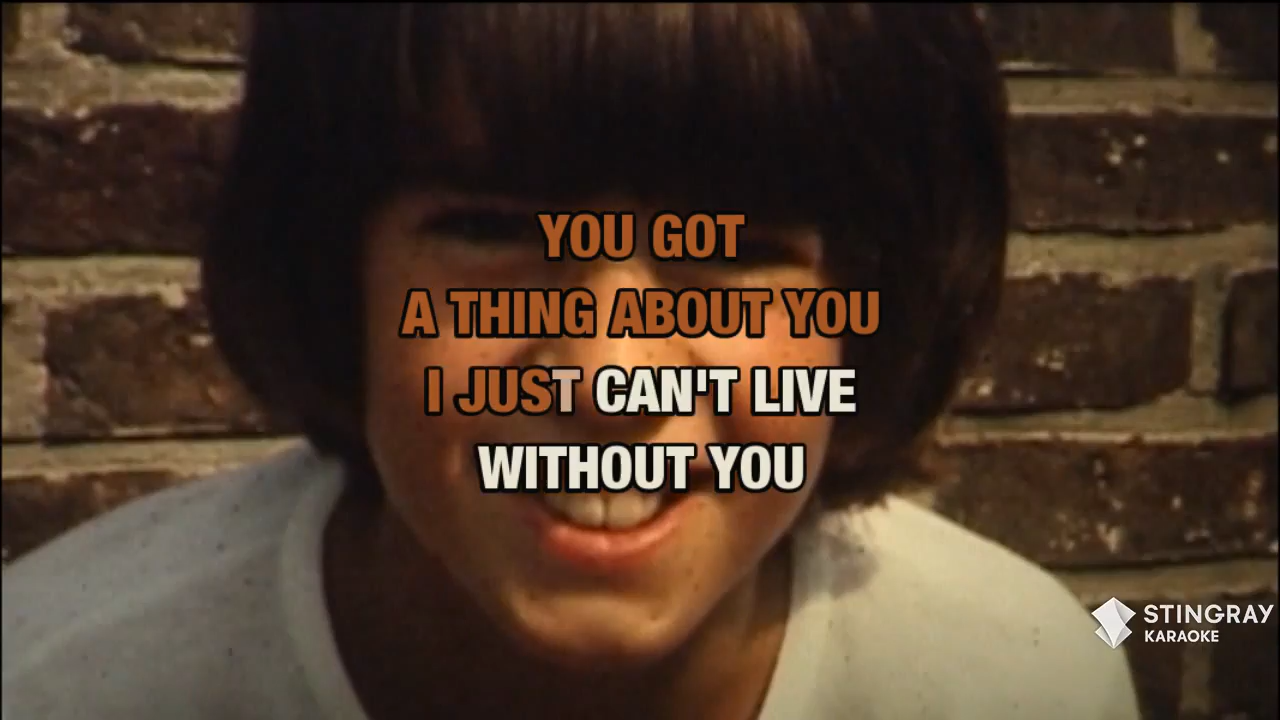 YOU GOT
A THING ABOUT YOU
I JUST CAN'T LIVE
WITHOUT YOU
STINGRAY
KARAOKE